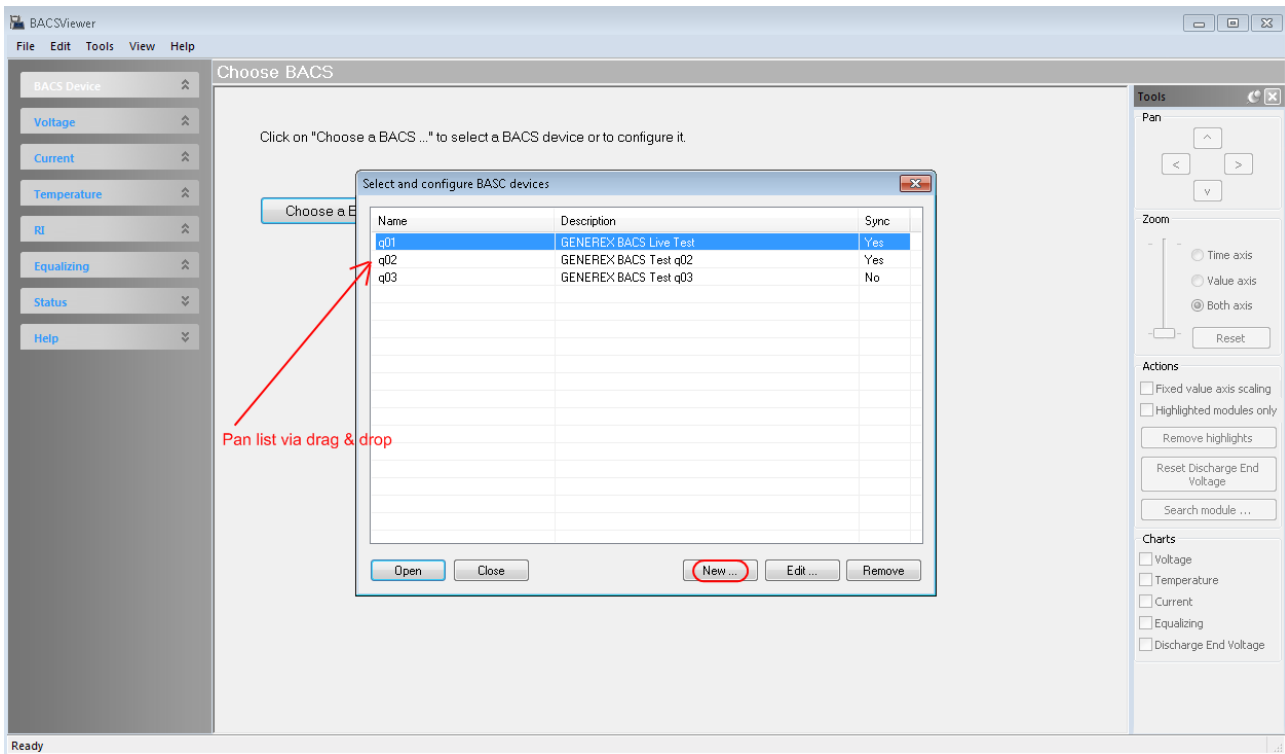 BACSViewer
File Edit Tools View Help
Choose BACS
BACS Device
Voltage
Current
Temperature
RI
Equalizing
Status
Help
Click on "Choose a BACS ..." to select a BACS device or to configure it.
Choose a B
Select and configure BASC devices
Name Description Sync
q01 GENEREX BACS Live Test Yes
q02 GENEREX BACS Test q02 Yes
q03 GENEREX BACS Test q03 No
Pan list via drag & drop
Open Close New ... Edit ... Remove
Tools
Pan
^
< >
v
Zoom
Time axis
Value axis
Both axis
Reset
Actions
Fixed value axis scaling
Highlighted modules only
Remove highlights
Reset Discharge End
Voltage
Search module ...
Charts
Voltage
Temperature
Current
Equalizing
Discharge End Voltage
Ready